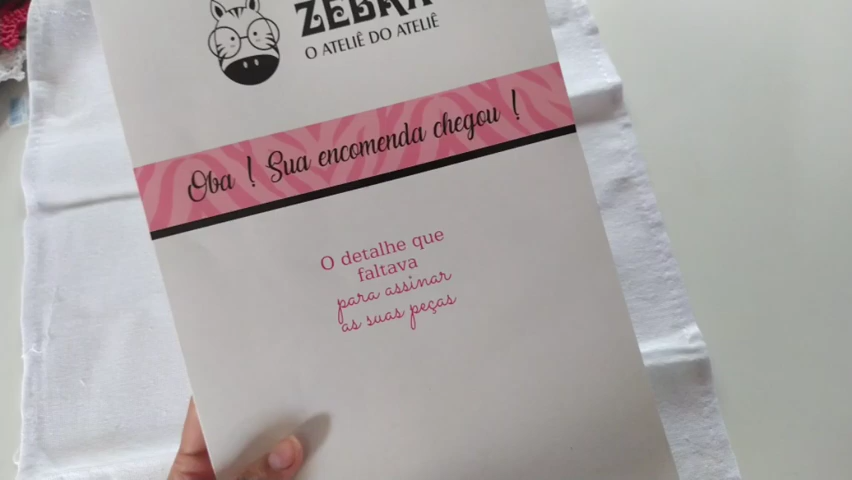 ZEBRA
O ATELIÊ DO ATELIÊ
Oba ! Sua encomenda chegou !
O detalhe que
faltava
para assinar
as suas peças